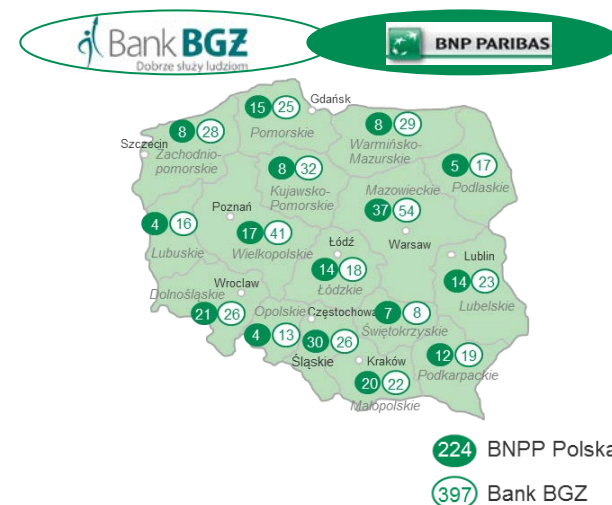 Bank BGŻ
Dobrze służy ludziom
BNP PARIBAS
15 25 Gdańsk
Pomorskie
8 28
Szczecin
Zachodnio-
pomorskie
8 29
Warmińsko-
Mazurskie
5 17
Podlaskie
8 32
Kujawsko-
Pomorskie
Mazowieckie
37 54
Warsaw
4 16
Lubuskie
Poznań
17 41
Wielkopolskie
Łódź
14 18
Łódzkie
Lublin
14 23
Lubelskie
Wroclaw
Dolnośląskie
21 26
Opolskie
4 13
Częstochowa
30 26
Śląskie
7 8
Świętokrzyskie
Kraków
20 22
Małopolskie
12 19
Podkarpackie
224 BNPP Polska
397 Bank BGZ